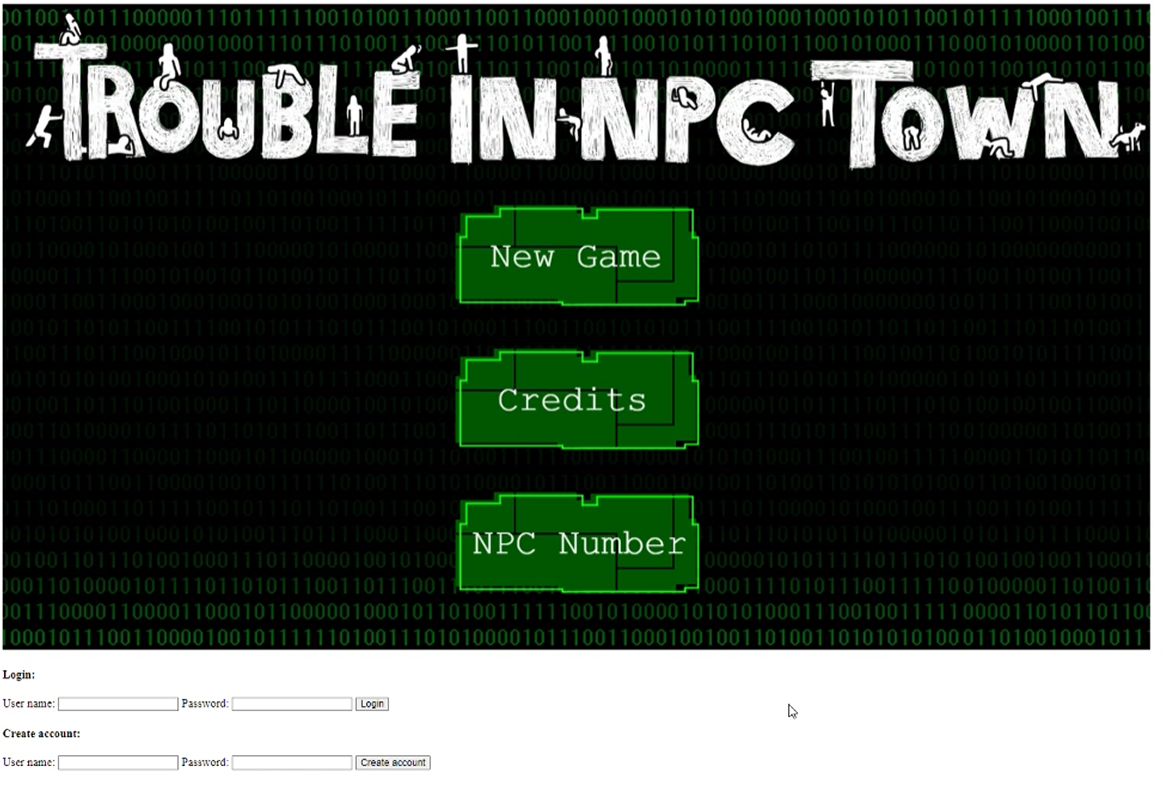 TROUBLE IN NPC TOWN
New Game
Credits
NPC Number
Login:
User name: Password: Login
Create account:
User name: Password: Create account